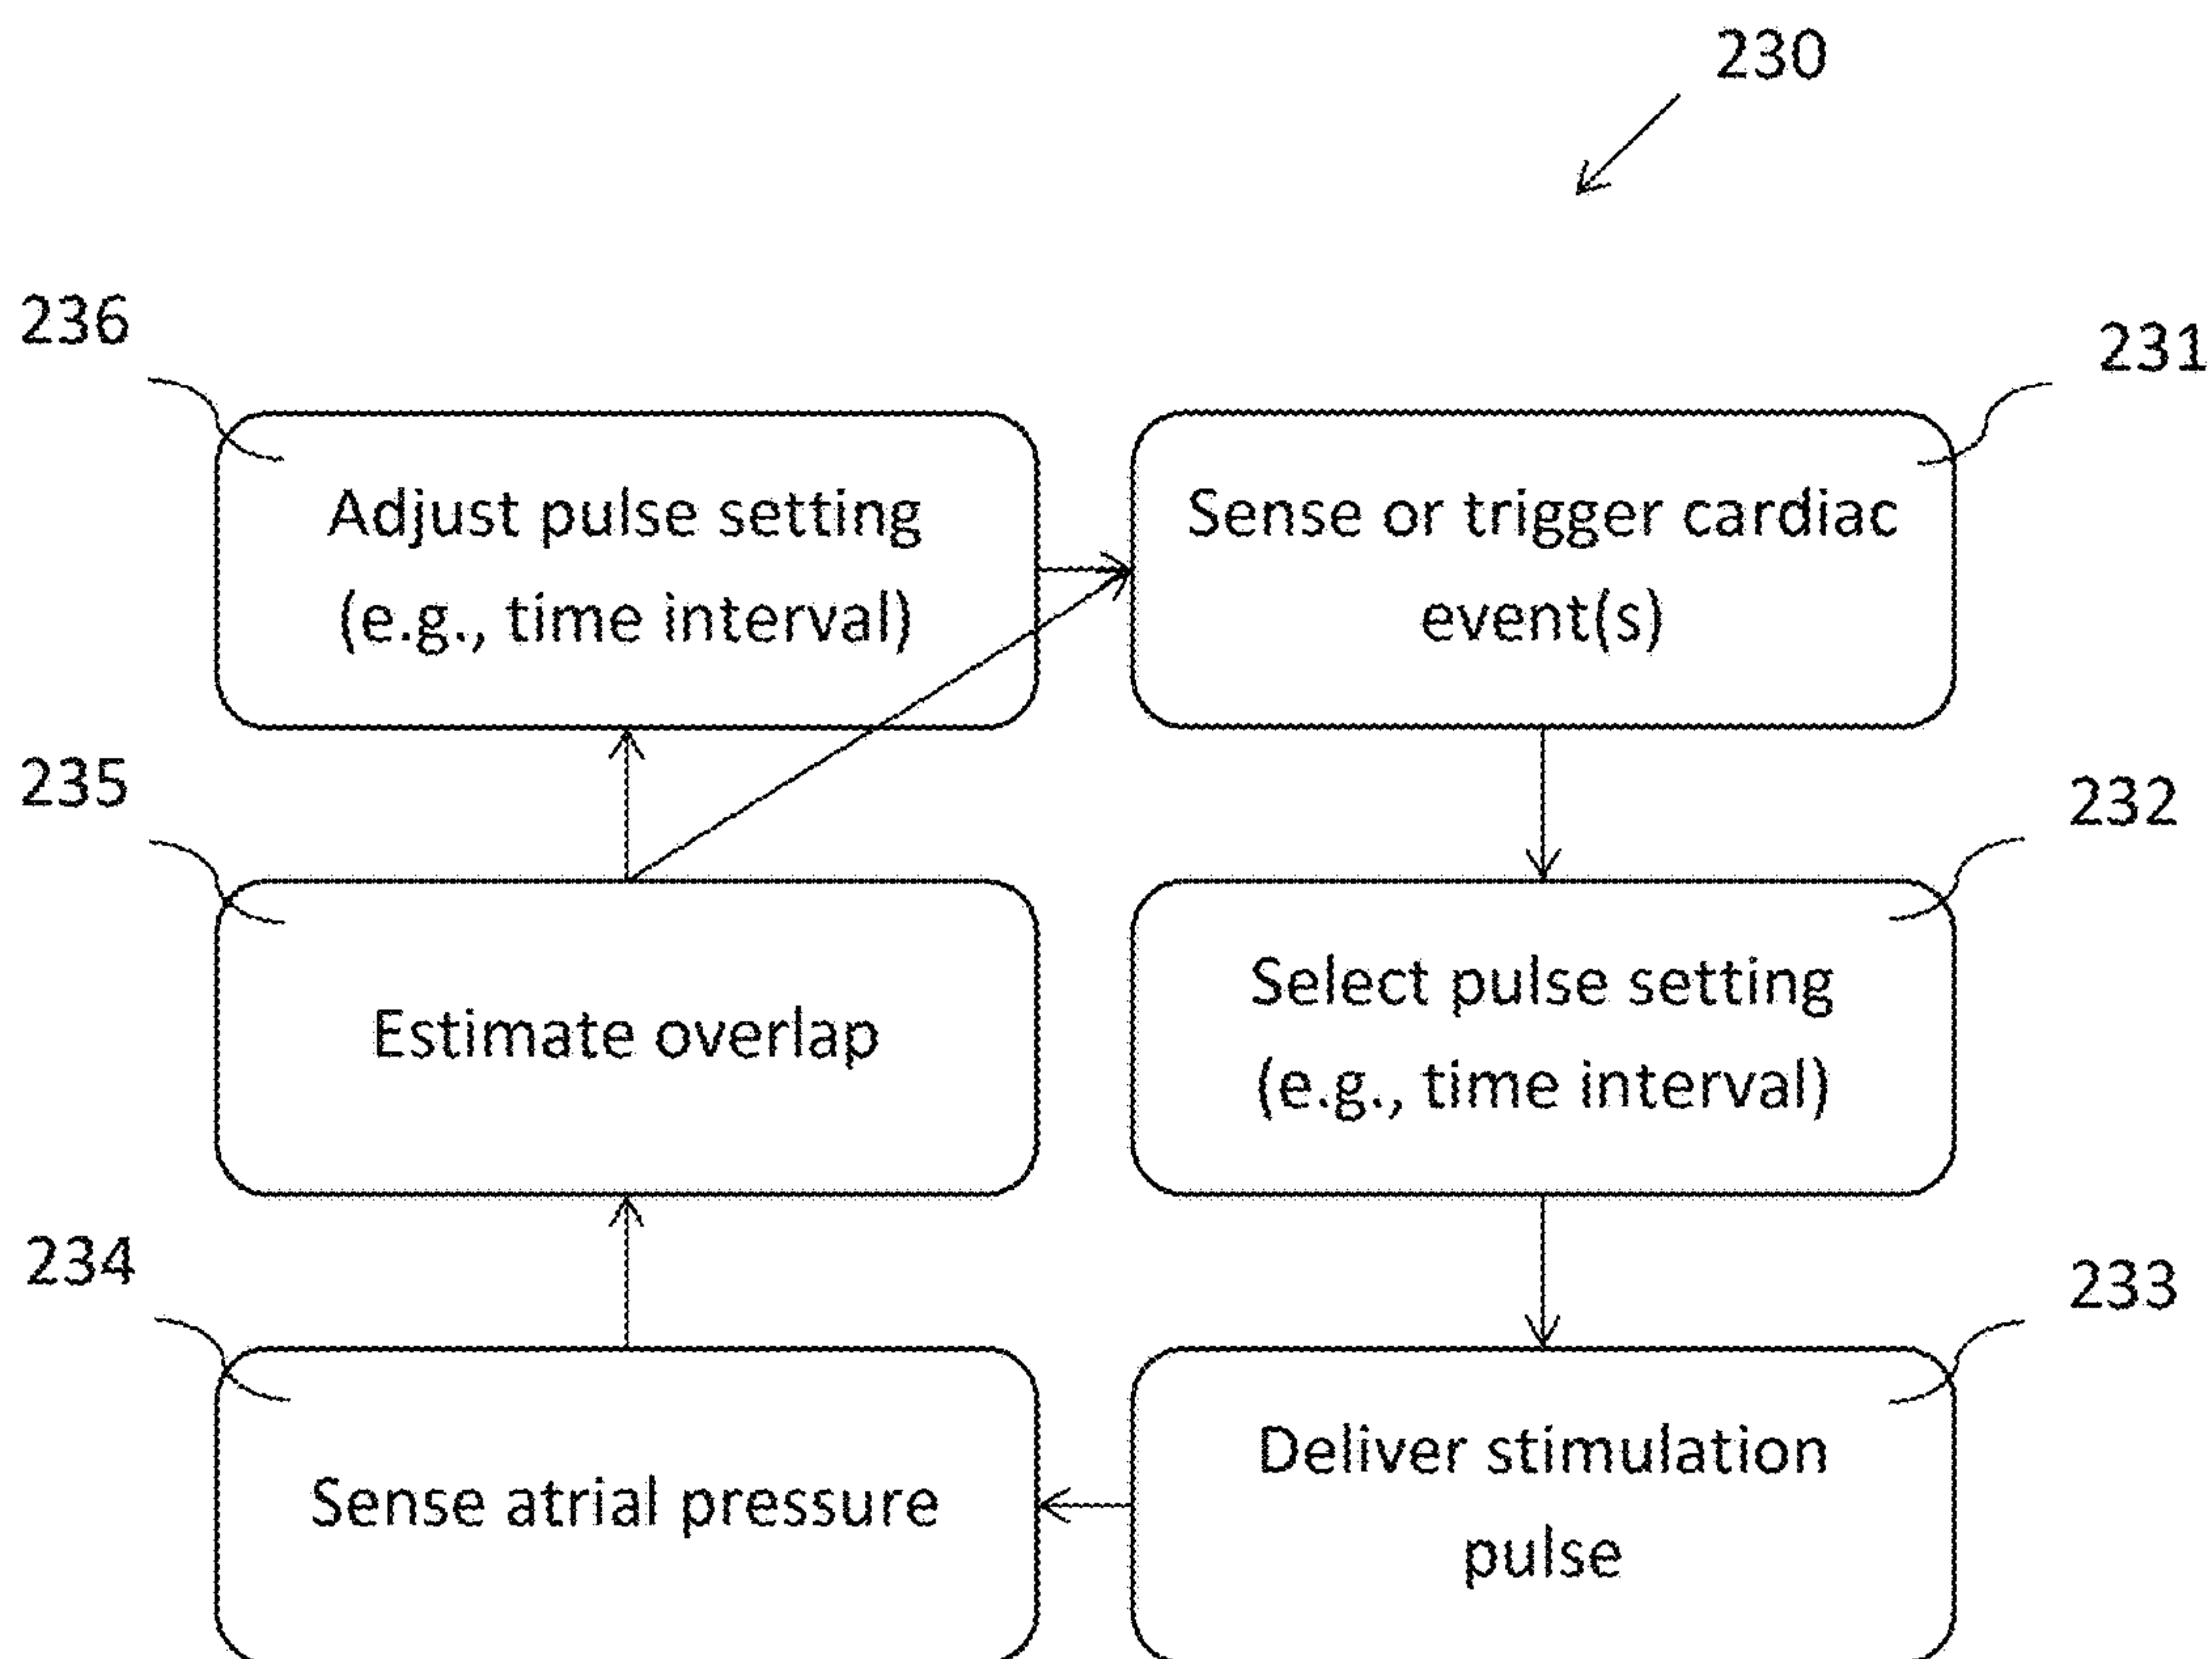 230
236
231
Adjust pulse setting
(e.g., time interval)
Sense or trigger cardiac
event(s)
235
232
Estimate overlap
Select pulse setting
(e.g., time interval)
234
233
Sense atrial pressure
Deliver stimulation
pulse